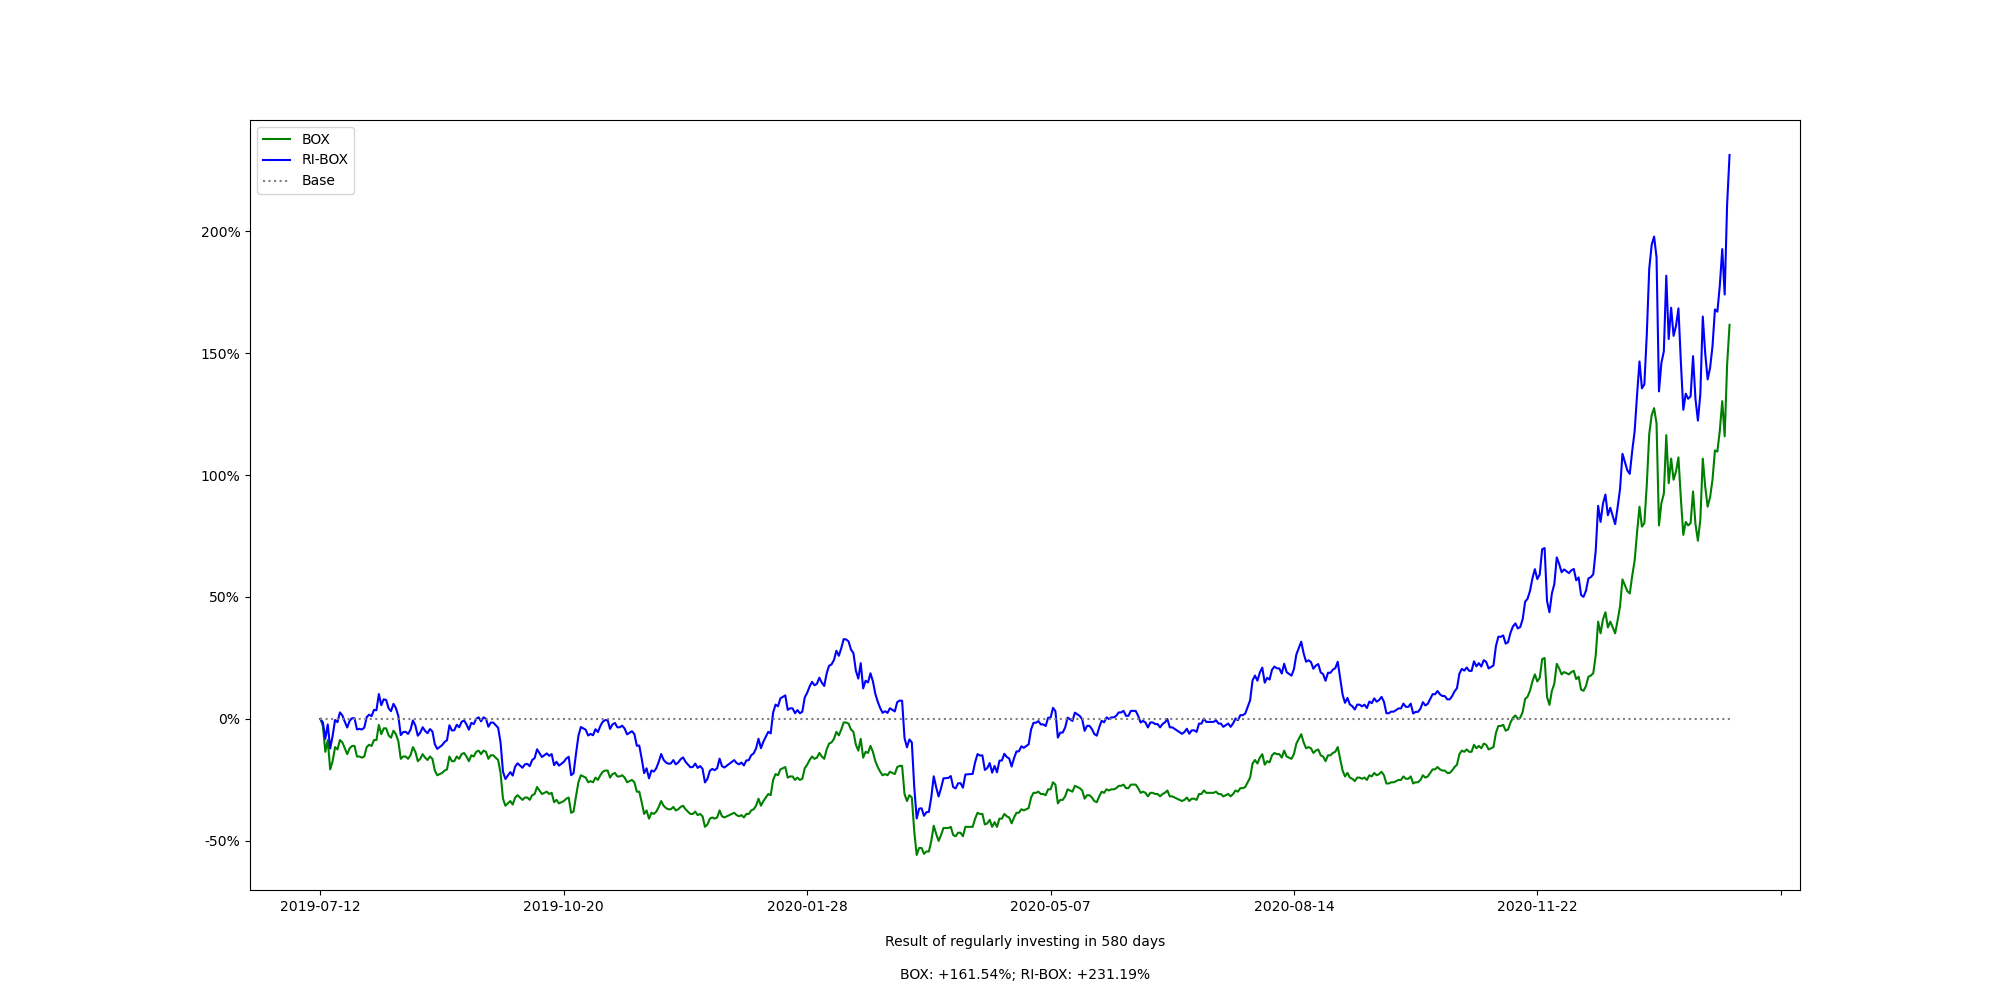 BOX
RI-BOX
Base
200%
150%
100%
50%
0%
-50%
2019-07-12 2019-10-20 2020-01-28 2020-05-07 2020-08-14 2020-11-22
Result of regularly investing in 580 days
BOX: +161.54%; RI-BOX: +231.19%